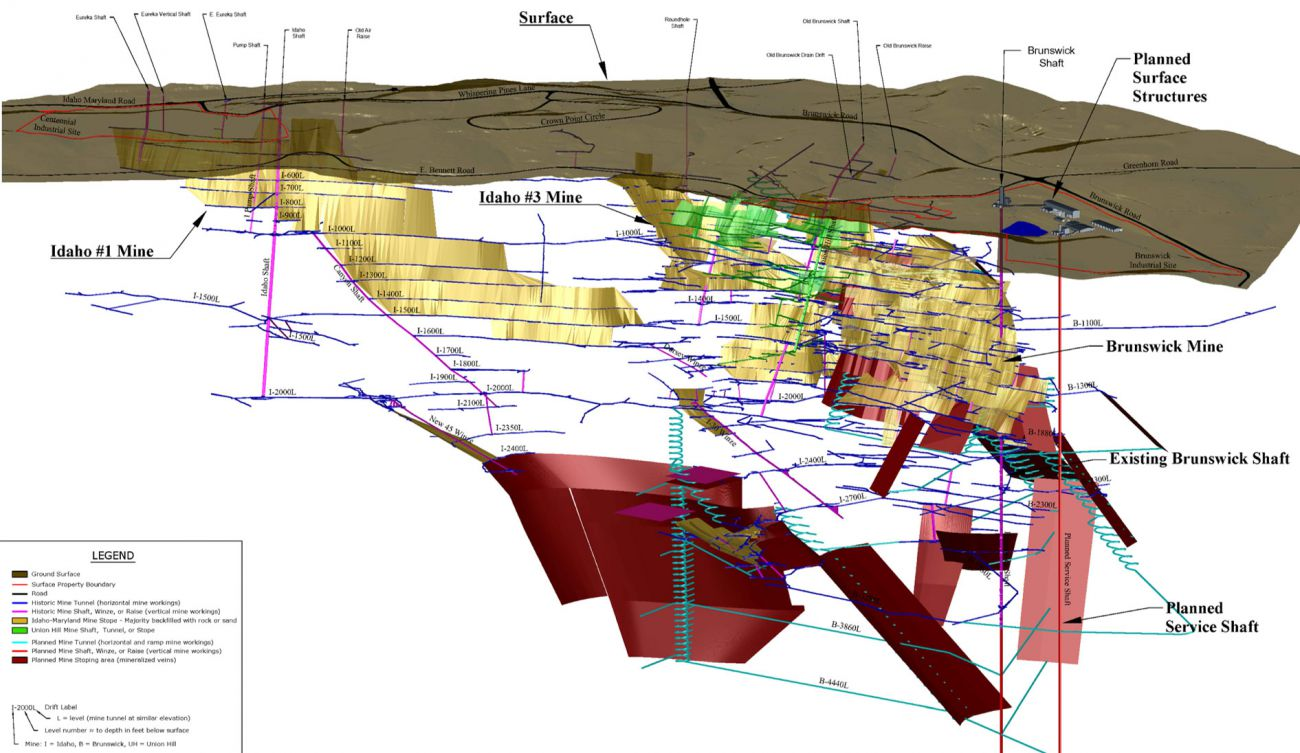 Eureka Shaft
Eureka Vertical Shaft
E. Eureka Shaft
Pump Shaft
Idaho
Shaft
Old Air
Raise
Surface
Roundhole
Shaft
Old Brunswick Shaft
Old Brunswick Drain Drift
Old Brunswick Raise
Brunswick
Shaft
Planned
Surface
Structures
Idaho Maryland Road
Whispering Pines Lane
Centennial
Industrial Site
Crown Point Circle
Brunswick Road
Greenhorn Road
E. Bennett Road
Brunswick Road
Brunswick
Industrial Site
I-600L
I-700L
I-800L
I-900L
I-1000L
I-1100L
I-1200L
I-1300L
I-1400L
I-1500L
I-1600L
I-1700L
I-1800L
I-1900L
I-2000L
I-2100L
I-2350L
I-2400L
Idaho #1 Mine
Idaho #3 Mine
Idaho Shaft
I-1500L
I-1500L
I-2000L
New 45 Winze
I-1000L
I-1400L
I-1500L
I-2000L
I-2400L
I-2700L
B-1100L
Brunswick Mine
B-1300L
B-1880
Existing Brunswick Shaft
300L
B-2300L
Planned Service Shaft
Planned
Service Shaft
B-3860L
B-4440L
LEGEND
Ground Surface
Surface Property Boundary
Road
Historic Mine Tunnel (horizontal mine workings)
Historic Mine Shaft, Winze, or Raise (vertical mine workings)
Idaho-Maryland Mine Stope - Majority backfilled with rock or sand
Union Hill Mine Shaft, Tunnel, or Stope
Planned Mine Tunnel (horizontal and ramp mine workings)
Planned Mine Shaft, Winze, or Raise (vertical mine workings)
Planned Mine Stoping area (mineralized veins)
I-2000L Drift Label
L = level (mine tunnel at similar elevation)
Level number ≈ to depth in feet below surface
Mine: I = Idaho, B = Brunswick, UH = Union Hill